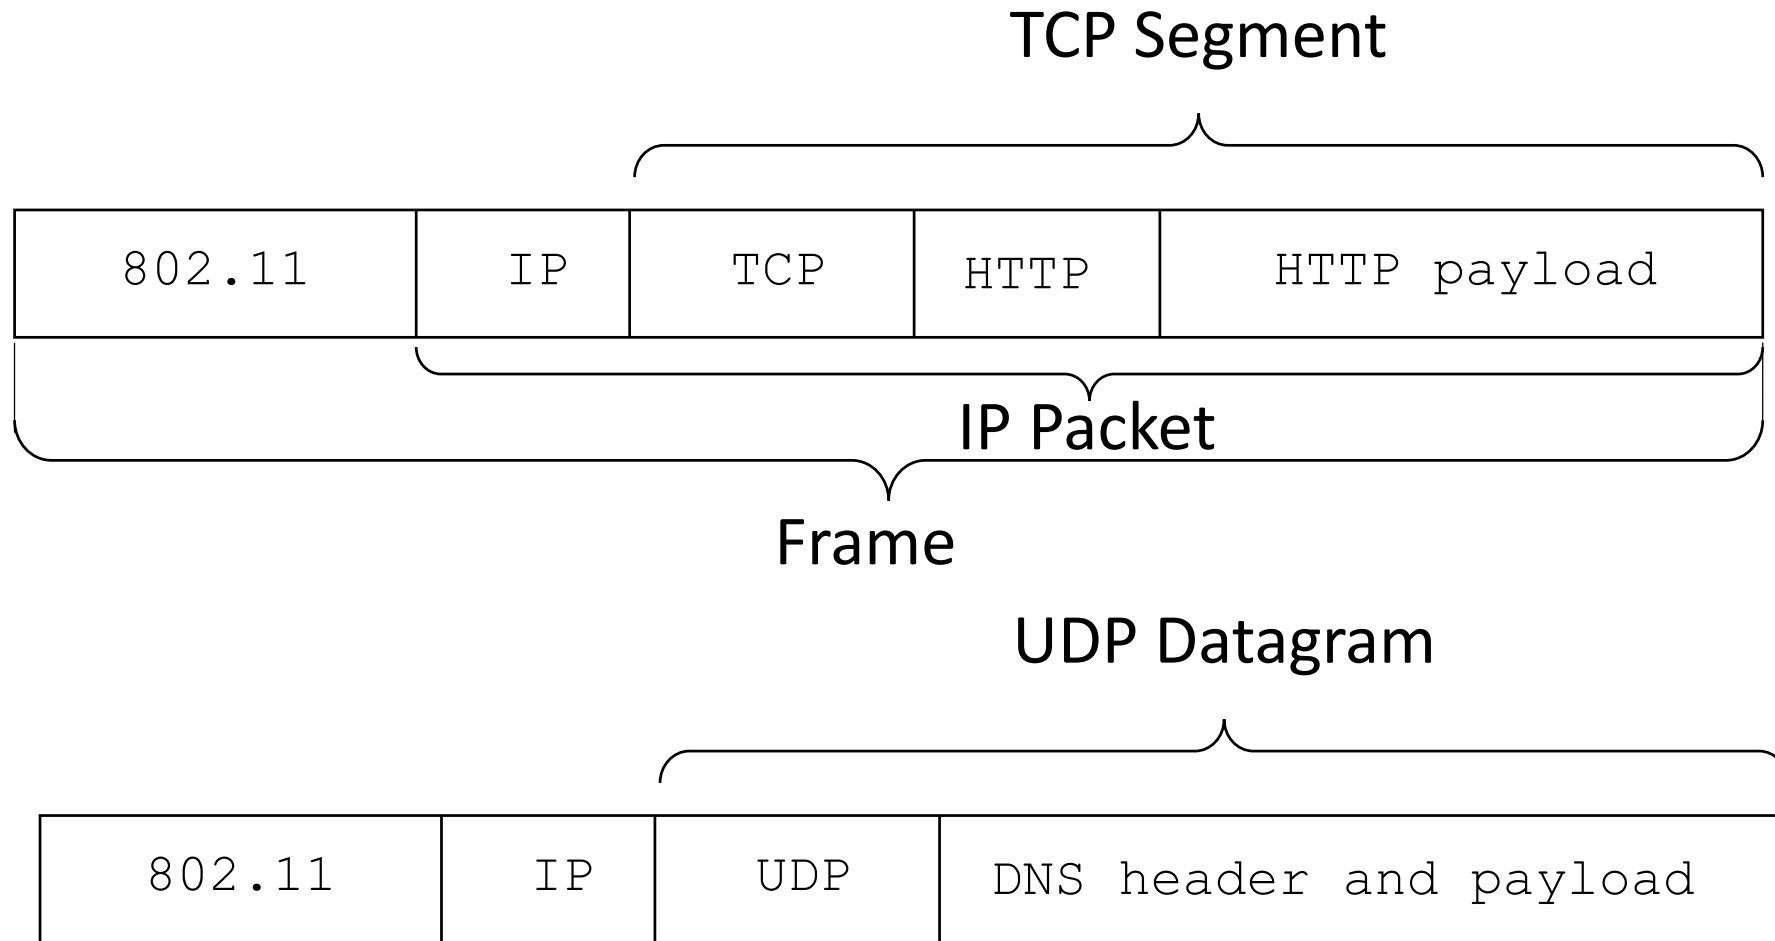 TCP Segment
802.11 IP TCP HTTP HTTP payload
IP Packet
Frame
UDP Datagram
802.11 IP UDP DNS header and payload